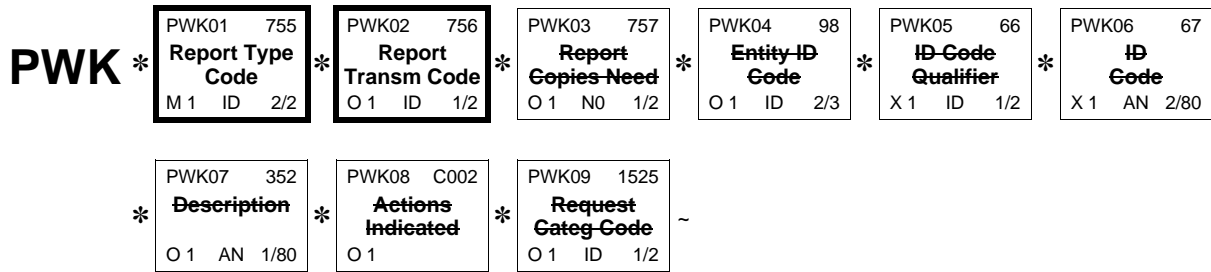 PWK01 755 PWK02 756 PWK03 757 PWK04 98 PWK05 66 PWK06 67
PWK * Report Type * Report * Report * Entity ID * ID Code * ID
Code Transm Code Copies Need Code Qualifier Code
M 1 ID 2/2 O 1 ID 1/2 O 1 N0 1/2 O 1 ID 2/3 X 1 ID 1/2 X 1 AN 2/80
PWK07 352 PWK08 C002 PWK09 1525
* Description * Actions * Request ~
Indicated Categ Code
O 1 AN 1/80 O 1 O 1 ID 1/2